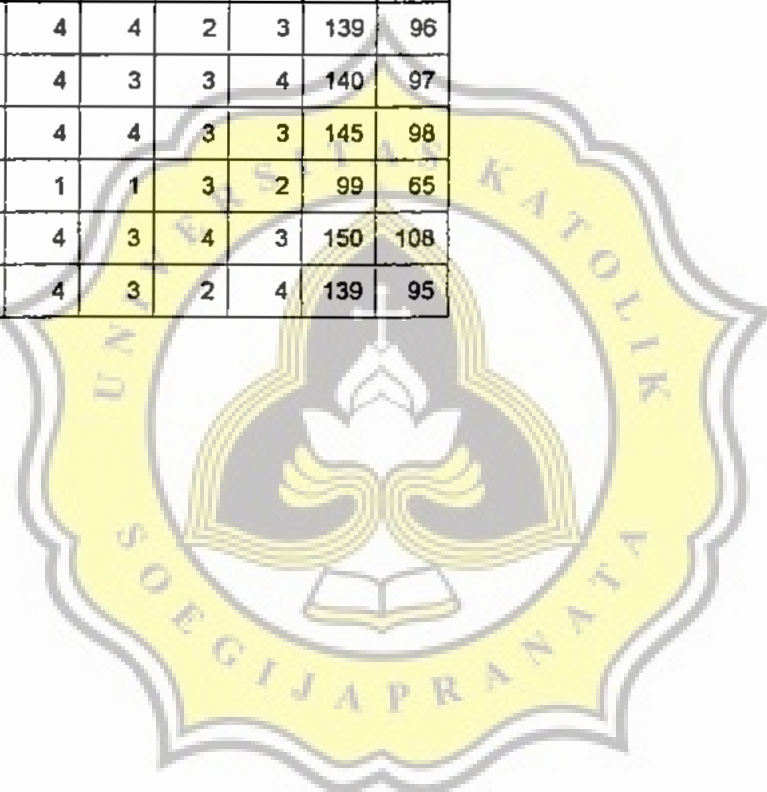 4 4 2 3 139 96
4 3 3 4 140 97
4 4 3 3 145 98
1 1 3 2 99 65
4 3 4 3 150 108
4 3 2 4 139 95
UNIVERSITAS KATOLIK
SOEGIJAPRANATA